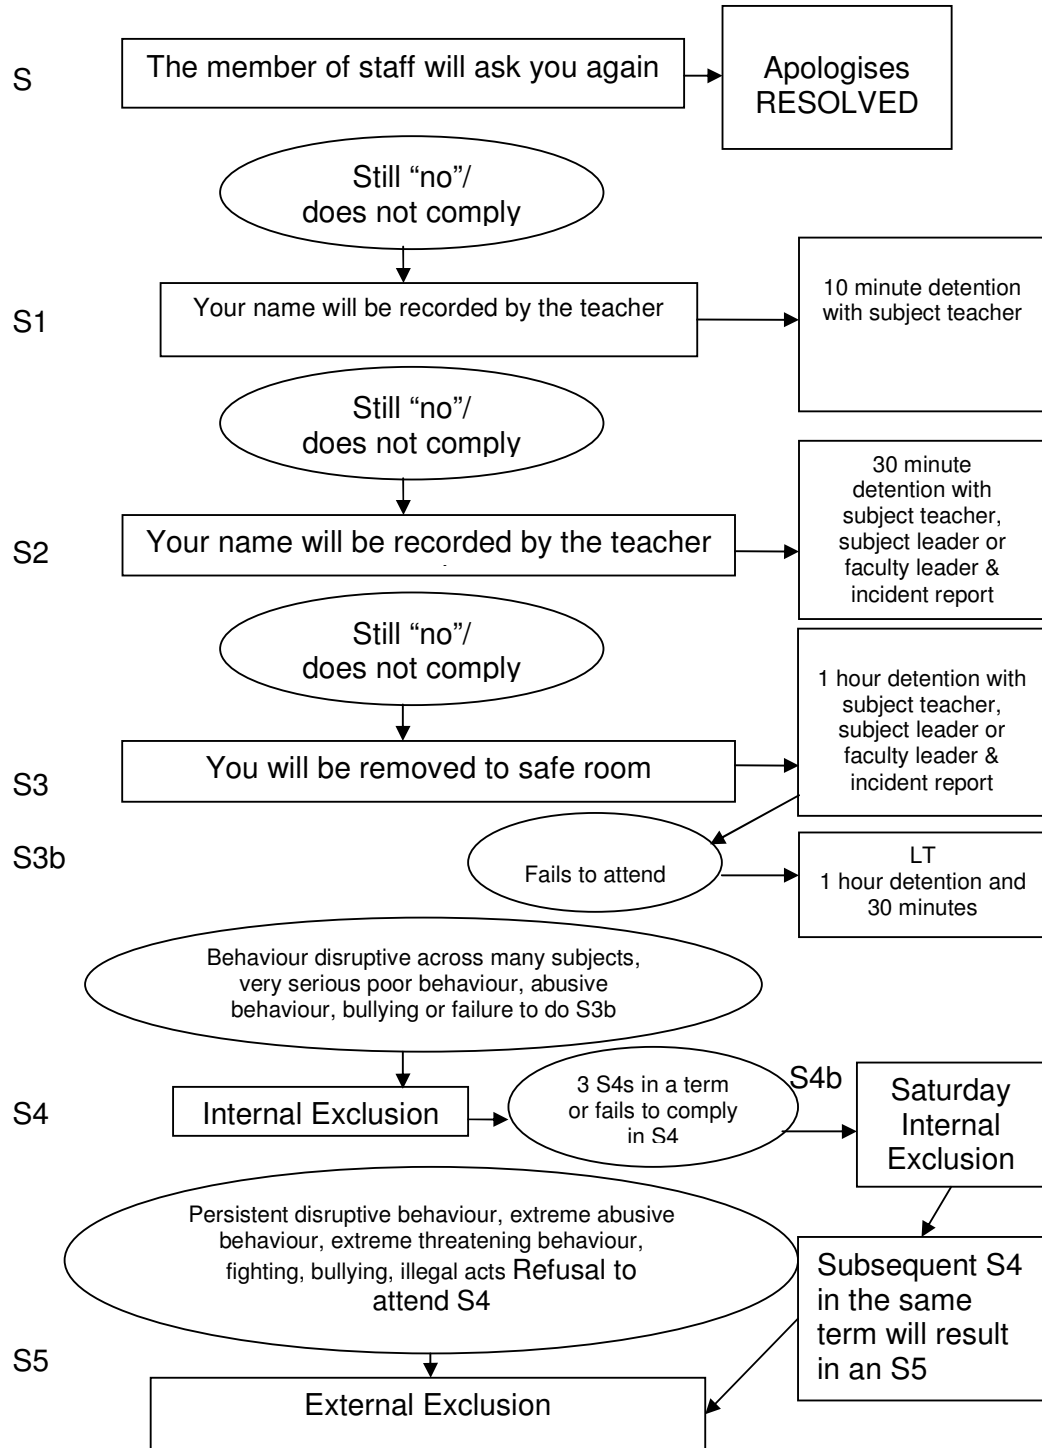 S
The member of staff will ask you again
Apologises
RESOLVED
Still “no”/
does not comply
S1
Your name will be recorded by the teacher
10 minute detention
with subject teacher
Still “no”/
does not comply
S2
Your name will be recorded by the teacher
30 minute
detention with
subject teacher,
subject leader or
faculty leader &
incident report
Still “no”/
does not comply
S3
You will be removed to safe room
1 hour detention with
subject teacher,
subject leader or
faculty leader &
incident report
S3b
Fails to attend
LT
1 hour detention and
30 minutes
Behaviour disruptive across many subjects,
very serious poor behaviour, abusive
behaviour, bullying or failure to do S3b
S4
Internal Exclusion
3 S4s in a term
or fails to comply
in S4
S4b
Saturday
Internal
Exclusion
Persistent disruptive behaviour, extreme abusive
behaviour, extreme threatening behaviour,
fighting, bullying, illegal acts Refusal to
attend S4
Subsequent S4
in the same
term will result
in an S5
S5
External Exclusion